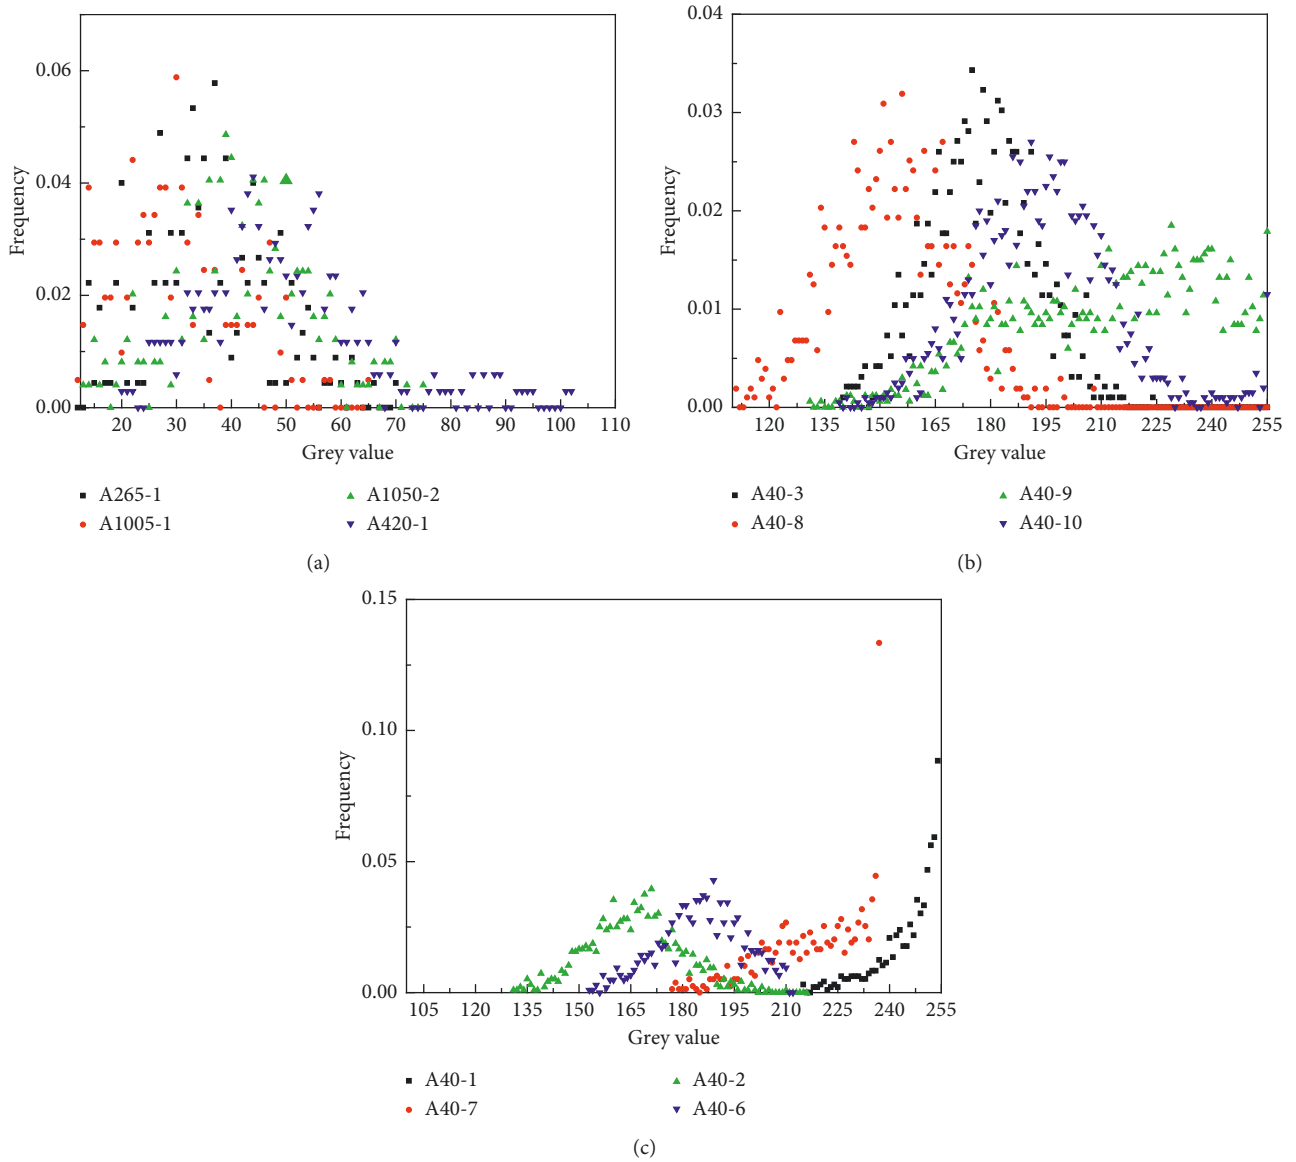 0.06
0.04
0.02
0.00
Frequency
20 30 40 50 60 70 80 90 100 110
Grey value
A265-1 A1050-2
A1005-1 A420-1
(a)
0.04
0.03
0.02
0.01
0.00
Frequency
120 135 150 165 180 195 210 225 240 255
Grey value
A40-3 A40-9
A40-8 A40-10
(b)
0.15
0.10
0.05
0.00
Frequency
105 120 135 150 165 180 195 210 225 240 255
Grey value
A40-1 A40-2
A40-7 A40-6
(c)